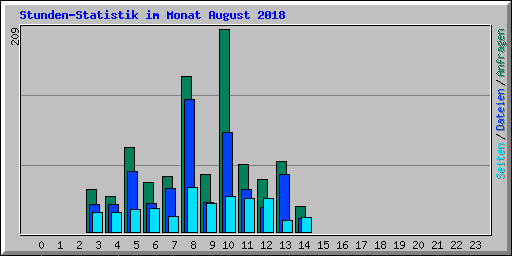 Stunden-Statistik im Monat August 2018
209
Seiten/Dateien/Anfragen
0 1 2 3 4 5 6 7 8 9 10 11 12 13 14 15 16 17 18 19 20 21 22 23